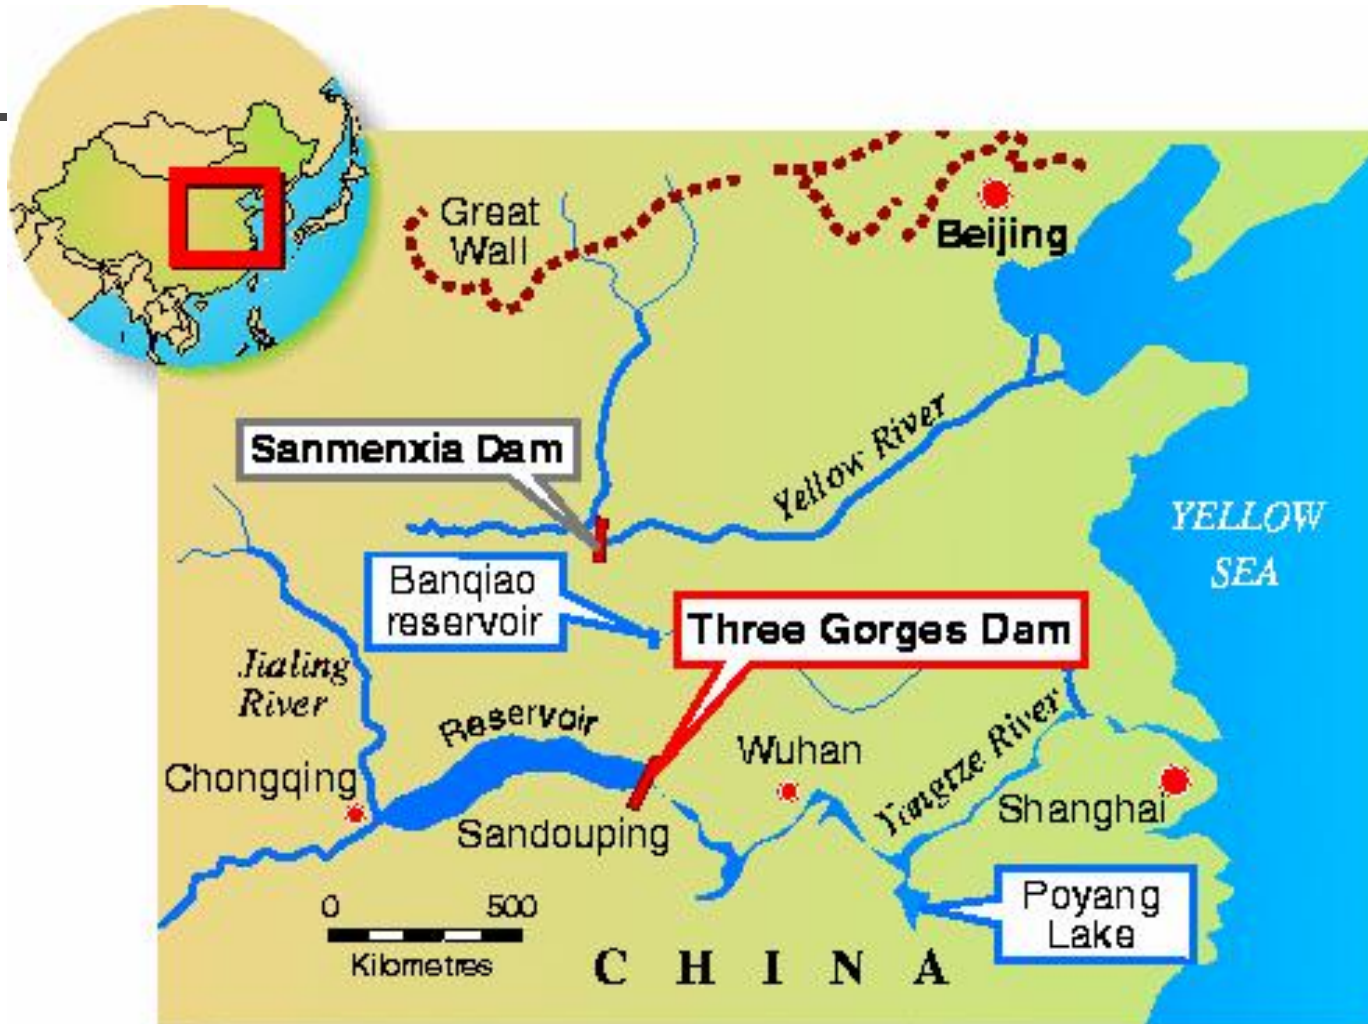 Great
Wall
Beijing
Sanmenxia Dam
Yellow River
YELLOW
SEA
Banqiao
reservoir
Three Gorges Dam
Jialing
River
Reservoir
Wuhan
Yangtze River
Chongqing
Shanghai
Sandouping
Poyang
Lake
0 500
Kilometres
C H I N A